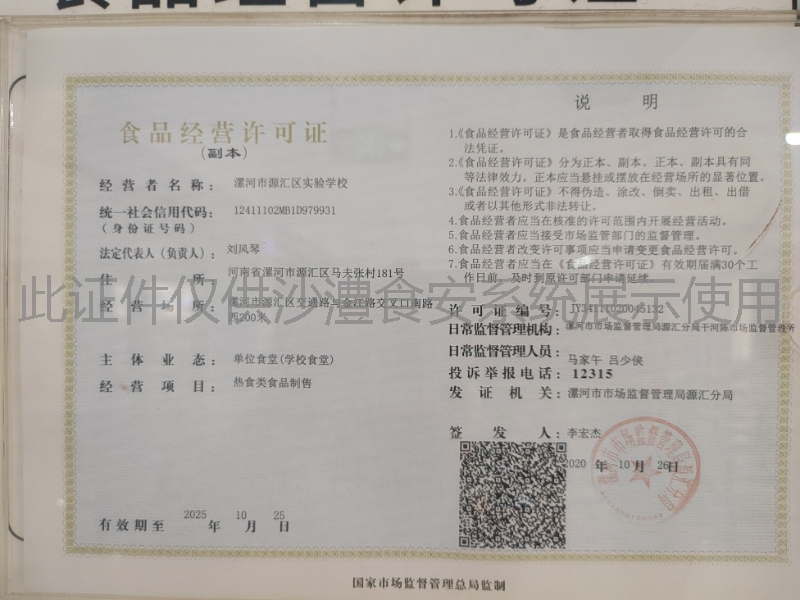 食品经营许可证
(副本)
经营者名称：漯河市源汇区实验学校
统一社会信用代码：12411102MB1D979931
(身份证号码)
法定代表人(负责人)：刘凤琴
住所：河南省漯河市源汇区马夫张村181号
经营场所：漯河市源汇区交通路与金江路交叉口南路
200米
主体业态：单位食堂(学校食堂)
经营项目：热食类食品制售
有效期至 2025 年 10 月 25 日
说明
1.《食品经营许可证》是食品经营者取得食品经营许可的合
法凭证。
2.《食品经营许可证》分为正本、副本。正本、副本具有同
等法律效力。正本应当悬挂或摆放在经营场所的显著位置。
3.《食品经营许可证》不得伪造、涂改、倒卖、出租、出借
或者以其他形式非法转让。
4.食品经营者应当在核准的许可范围内开展经营活动。
5.食品经营者应当接受市场监管部门的监督管理。
6.食品经营者改变许可事项应当申请变更食品经营许可。
7.食品经营者应当在《食品经营许可证》有效期届满30个工
作日前，及时到原许可部门申请延续。
许可证编号：JY34111020045132
日常监督管理机构：漯河市市场监督管理局源汇分局干河陈市场监督管理所
日常监督管理人员：马家午 吕少侠
投诉举报电话：12315
发证机关：漯河市市场监督管理局源汇分局
签发人：李宏杰
2020 年 10 月 26 日
国家市场监督管理总局监制
此证件仅供沙澧食安系统展示使用